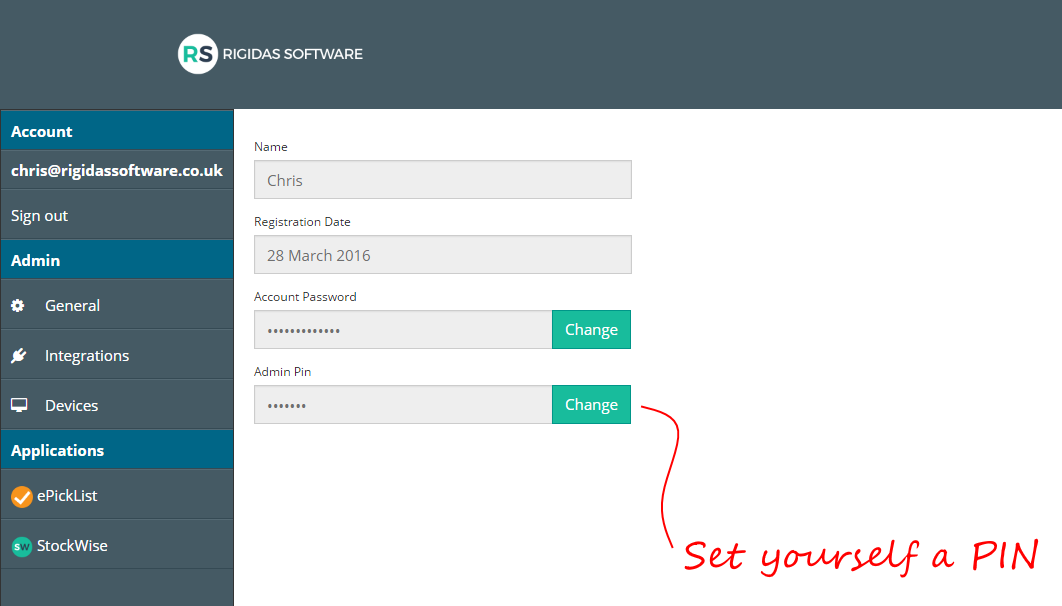 RS RIGIDAS SOFTWARE
Account
chris@rigidassoftware.co.uk
Sign out
Admin
General
Integrations
Devices
Applications
ePickList
SW StockWise
Name
Chris
Registration Date
28 March 2016
Account Password
•••••••••••••
Change
Admin Pin
•••••••
Change
Set yourself a PIN